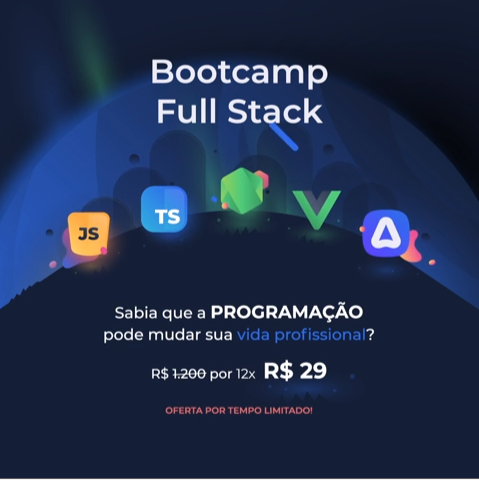 Bootcamp
Full Stack
JS
TS
Sabia que a PROGRAMAÇÃO
pode mudar sua vida profissional?
R$ 1.200 por 12x R$ 29
OFERTA POR TEMPO LIMITADO!